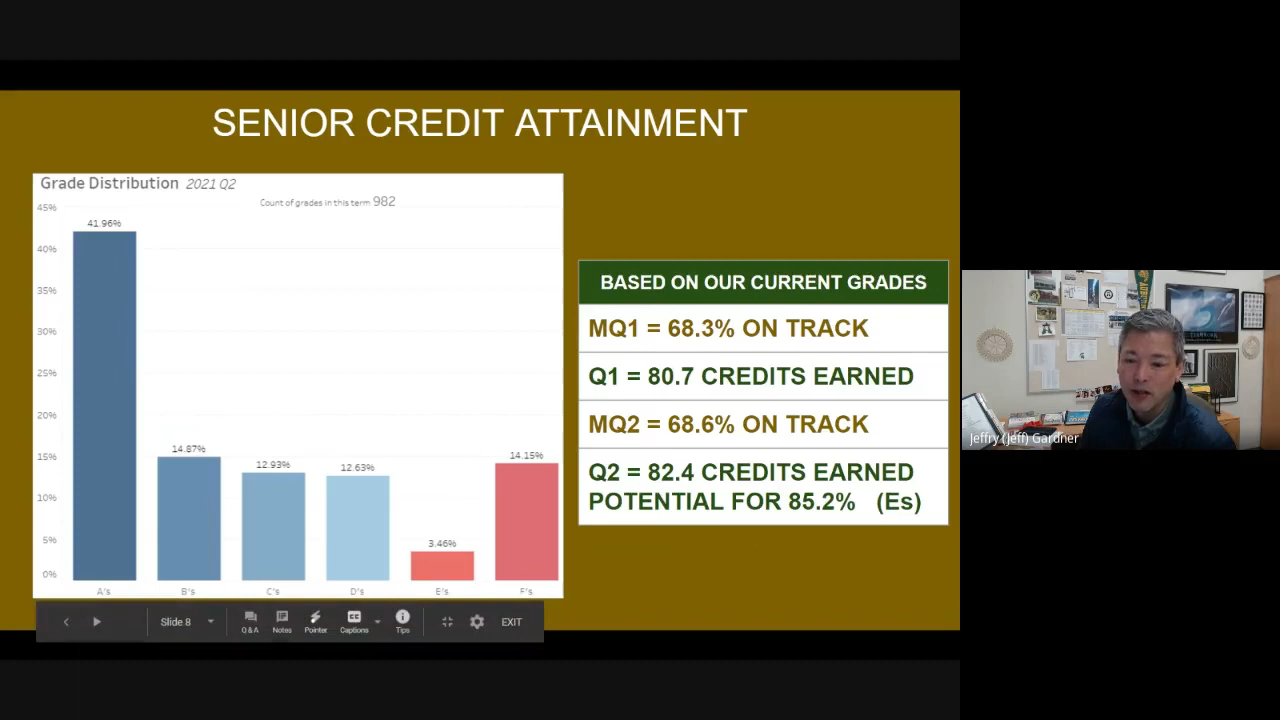 SENIOR CREDIT ATTAINMENT
Grade Distribution 2021 Q2
Count of grades in this term 982
45%
40%
35%
30%
25%
20%
15%
10%
5%
0%
41.96%
14.87%
12.93%
12.63%
3.46%
14.15%
A's
B's
C's
D's
E's
F's
BASED ON OUR CURRENT GRADES
MQ1 = 68.3% ON TRACK
Q1 = 80.7 CREDITS EARNED
MQ2 = 68.6% ON TRACK
Q2 = 82.4 CREDITS EARNED
POTENTIAL FOR 85.2% (Es)
Slide 8
Q & A
Notes
Pointer
Captions
Tips
EXIT
Jeffry (Jeff) Gardner